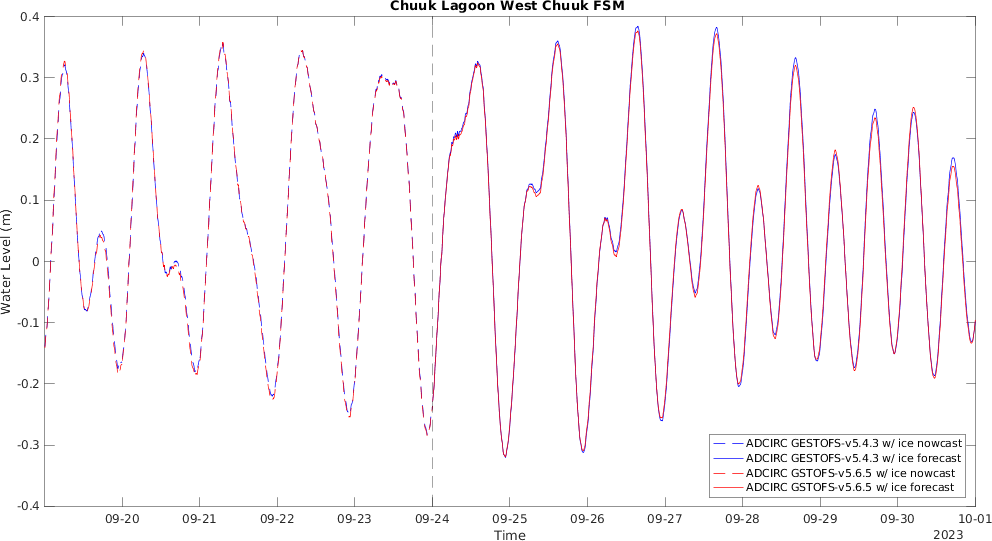 Chuuk Lagoon West Chuuk FSM
0.4
0.3
0.2
0.1
0
-0.1
-0.2
-0.3
-0.4
Water Level (m)
ADCIRC GESTOFS-v5.4.3 w/ ice nowcast
ADCIRC GESTOFS-v5.4.3 w/ ice forecast
ADCIRC GSTOFS-v5.6.5 w/ ice nowcast
ADCIRC GSTOFS-v5.6.5 w/ ice forecast
09-20 09-21 09-22 09-23 09-24 09-25 09-26 09-27 09-28 09-29 09-30 10-01
Time
2023